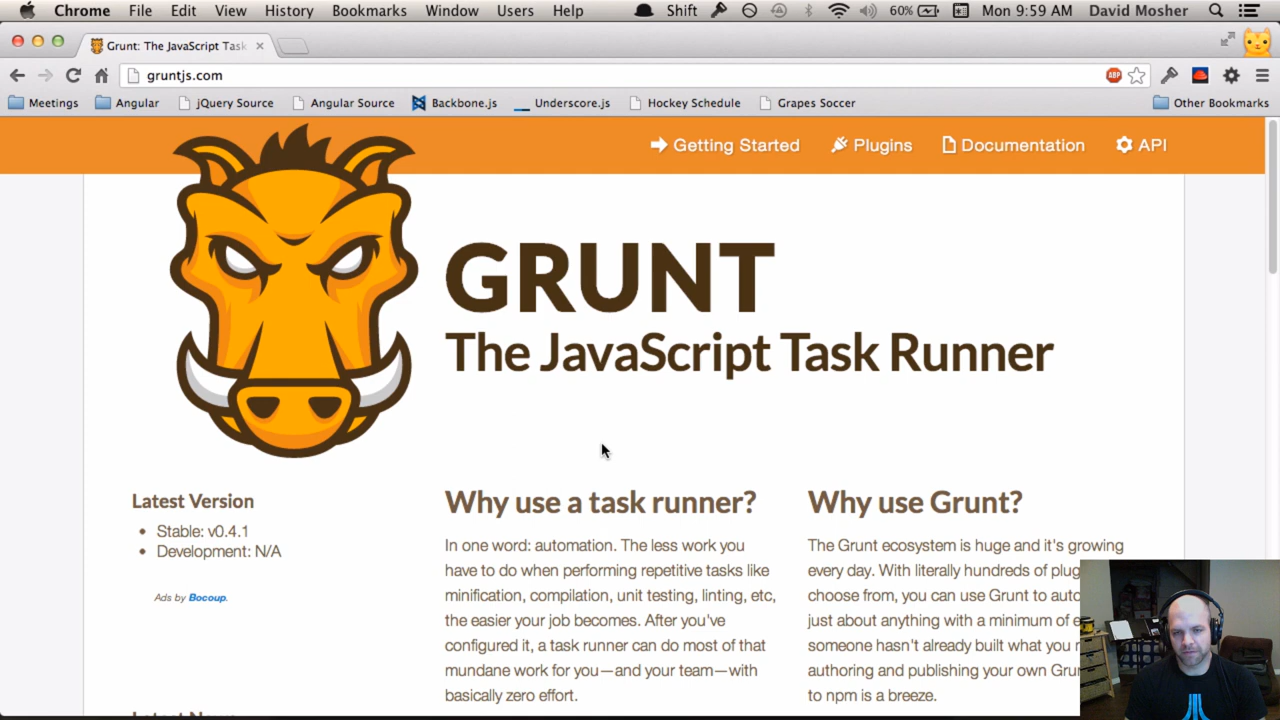 Chrome File Edit View History Bookmarks Window Users Help Shift 60% Mon 9:59 AM David Mosher
Grunt: The JavaScript Task
gruntjs.com
ABP
Meetings Angular jQuery Source Angular Source Backbone.js Underscore.js Hockey Schedule Grapes Soccer Other Bookmarks
Getting Started Plugins Documentation API
GRUNT
The JavaScript Task Runner
Latest Version
• Stable: v0.4.1
• Development: N/A
Ads by Bocoup.
Why use a task runner?
In one word: automation. The less work you
have to do when performing repetitive tasks like
minification, compilation, unit testing, linting, etc,
the easier your job becomes. After you've
configured it, a task runner can do most of that
mundane work for you—and your team—with
basically zero effort.
Why use Grunt?
The Grunt ecosystem is huge and it's growing
every day. With literally hundreds of plug
choose from, you can use Grunt to auto
just about anything with a minimum of e
someone hasn't already built what you
authoring and publishing your own Gru
to npm is a breeze.